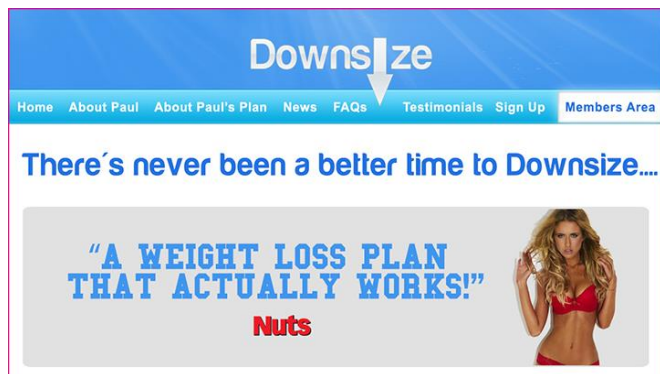 Downsize
Home About Paul About Paul's Plan News FAQs Testimonials Sign Up Members Area
There´s never been a better time to Downsize....
“A WEIGHT LOSS PLAN
THAT ACTUALLY WORKS!”
Nuts